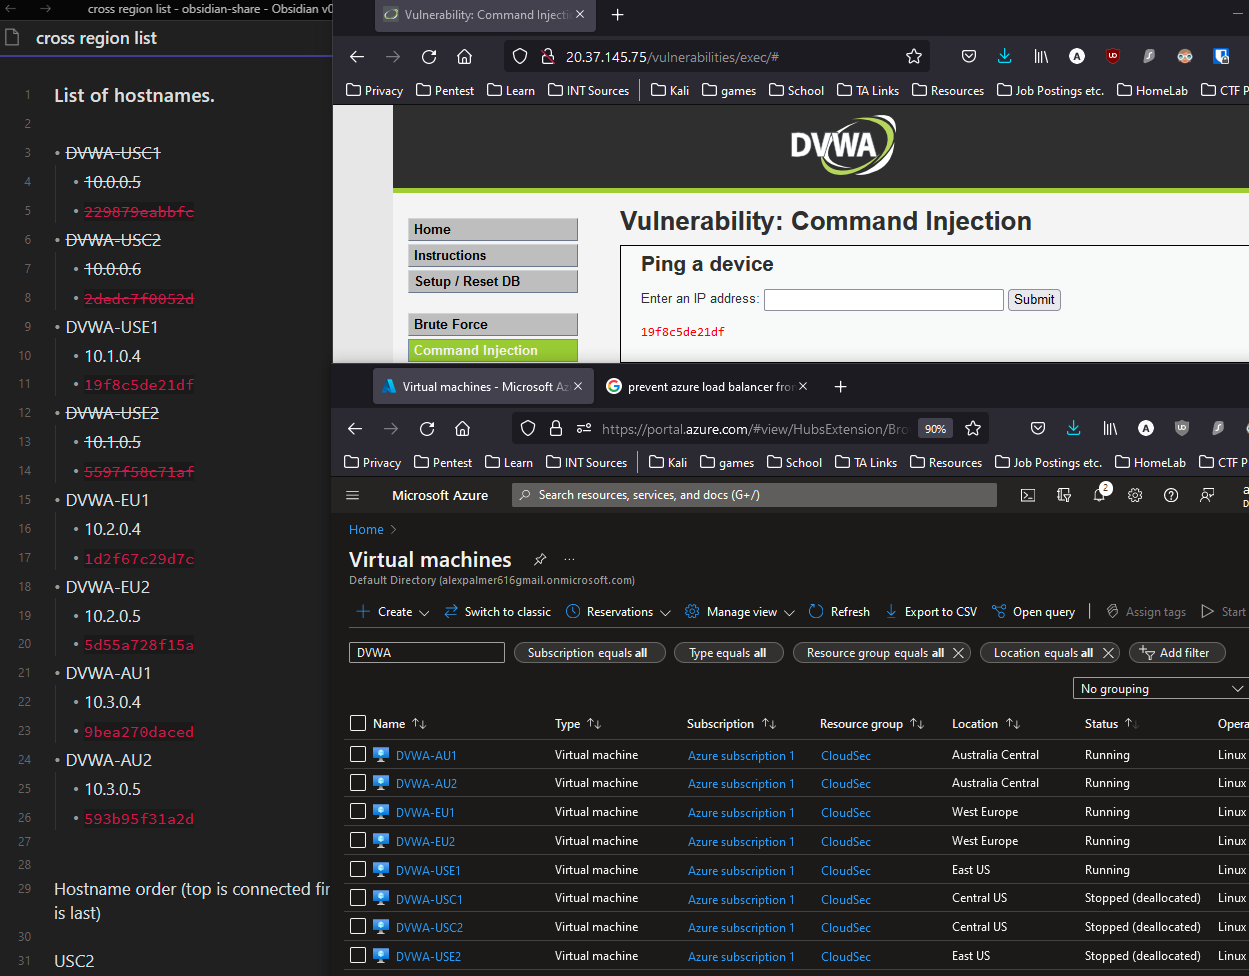 cross region list - obsidian-share - Obsidian v0
cross region list
1 List of hostnames.
2
3 • DVWA-USC1
4 • 10.0.0.5
5 • 229879eabbfc
6 • DVWA-USC2
7 • 10.0.0.6
8 • 2dedc7f0052d
9 • DVWA-USE1
10 • 10.1.0.4
11 • 19f8c5de21df
12 • DVWA-USE2
13 • 10.1.0.5
14 • 5597f58c71af
15 • DVWA-EU1
16 • 10.2.0.4
17 • 1d2f67c29d7c
18 • DVWA-EU2
19 • 10.2.0.5
20 • 5d55a728f15a
21 • DVWA-AU1
22 • 10.3.0.4
23 • 9bea270daced
24 • DVWA-AU2
25 • 10.3.0.5
26 • 593b95f31a2d
27
28
29 Hostname order (top is connected fir
is last)
30
31 USC2
Vulnerability: Command Injectio
20.37.145.75/vulnerabilities/exec/#
Privacy Pentest Learn INT Sources Kali games School TA Links Resources Job Postings etc. HomeLab CTF P
DVWA
Home
Instructions
Setup / Reset DB
Brute Force
Command Injection
Vulnerability: Command Injection
Ping a device
Enter an IP address: Submit
19f8c5de21df
Virtual machines - Microsoft Az prevent azure load balancer from
https://portal.azure.com/#view/HubsExtension/Bro 90%
Privacy Pentest Learn INT Sources Kali games School TA Links Resources Job Postings etc. HomeLab CTF P
Microsoft Azure Search resources, services, and docs (G+/) 2
Home
Virtual machines ...
Default Directory (alexpalmer616gmail.onmicrosoft.com)
Create Switch to classic Reservations Manage view Refresh Export to CSV Open query Assign tags Start
DVWA Subscription equals all Type equals all Resource group equals all Location equals all Add filter
No grouping
Name Type Subscription Resource group Location Status Opera
DVWA-AU1 Virtual machine Azure subscription 1 CloudSec Australia Central Running Linux
DVWA-AU2 Virtual machine Azure subscription 1 CloudSec Australia Central Running Linux
DVWA-EU1 Virtual machine Azure subscription 1 CloudSec West Europe Running Linux
DVWA-EU2 Virtual machine Azure subscription 1 CloudSec West Europe Running Linux
DVWA-USE1 Virtual machine Azure subscription 1 CloudSec East US Running Linux
DVWA-USC1 Virtual machine Azure subscription 1 CloudSec Central US Stopped (deallocated) Linux
DVWA-USC2 Virtual machine Azure subscription 1 CloudSec Central US Stopped (deallocated) Linux
DVWA-USE2 Virtual machine Azure subscription 1 CloudSec East US Stopped (deallocated) Linux